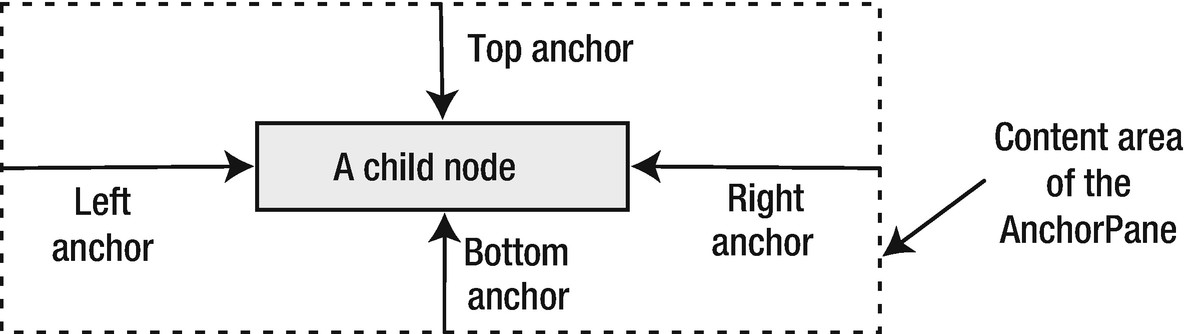 Top anchor
A child node
Left
anchor
Right
anchor
Bottom
anchor
Content area
of the
AnchorPane